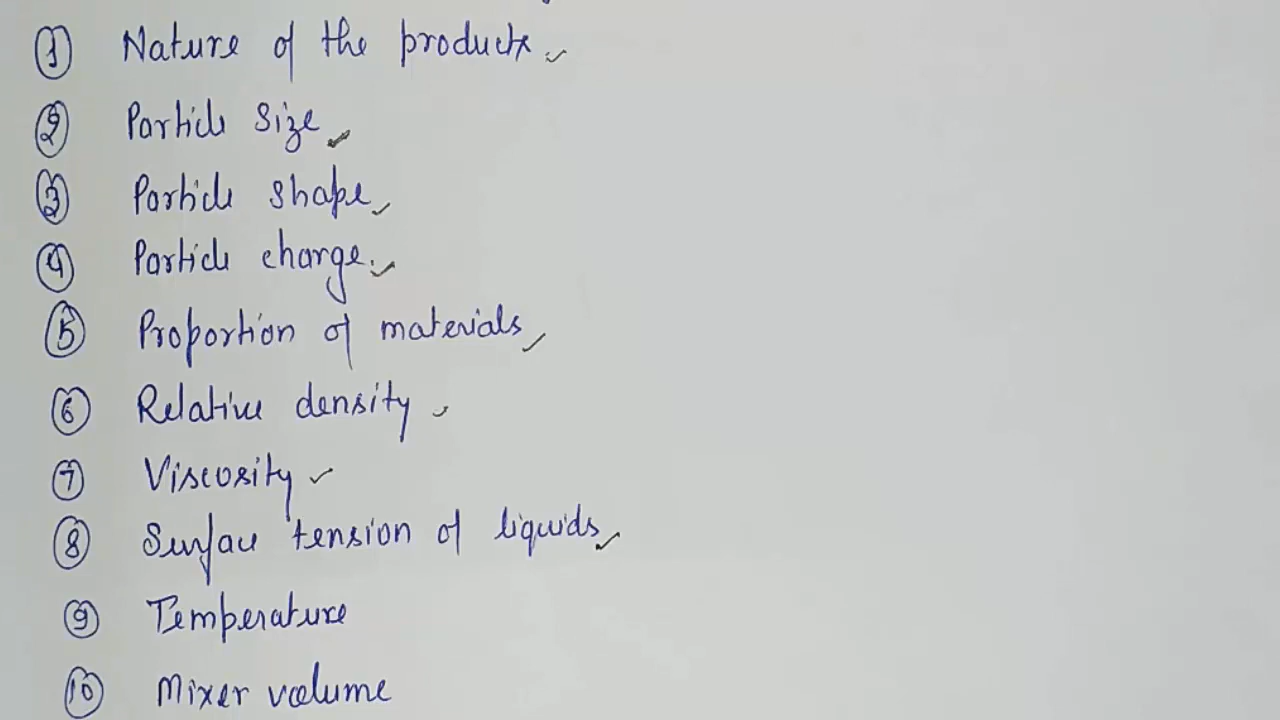 1 Nature of the products
2 Particle size
3 Particle shape
4 Particle charge.
5 Proportion of materials
6 Relative density
7 Viscosity
8 Surface tension of liquids
9 Temperature
10 Mixer volume